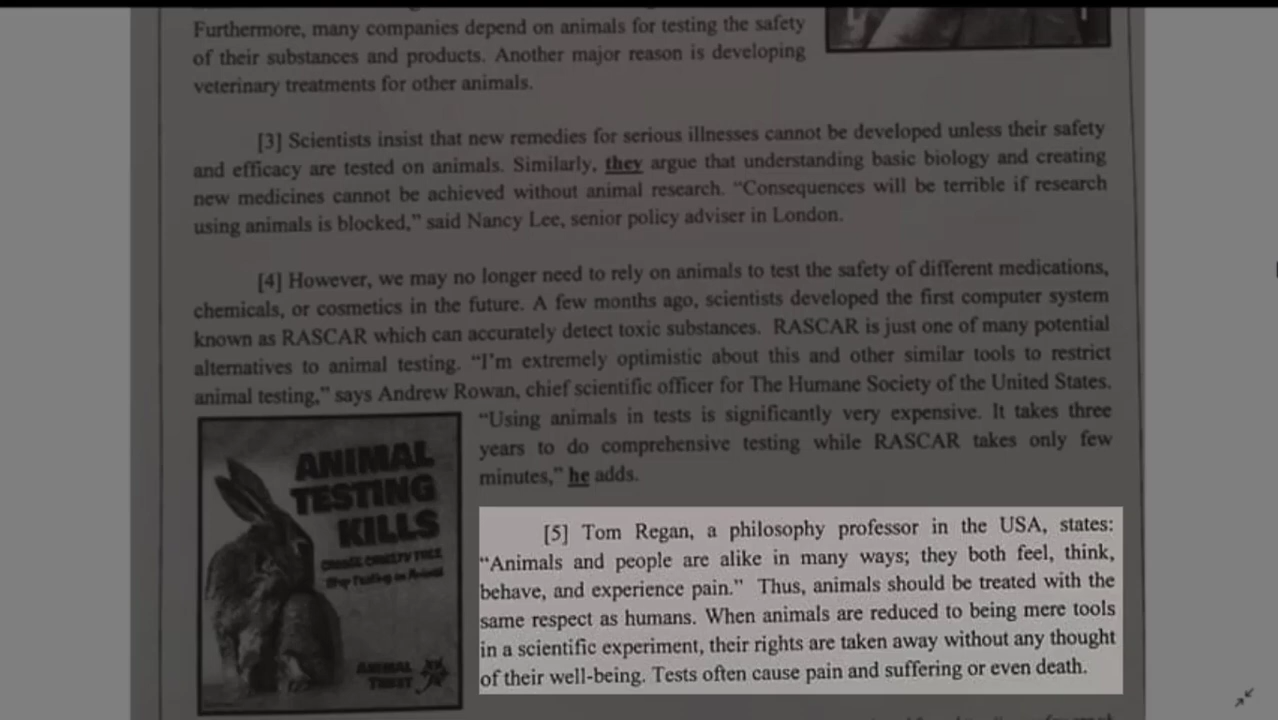 Furthermore, many companies depend on animals for testing the safety
of their substances and products. Another major reason is developing
veterinary treatments for other animals.
[3] Scientists insist that new remedies for serious illnesses cannot be developed unless their safety
and efficacy are tested on animals. Similarly, they argue that understanding basic biology and creating
new medicines cannot be achieved without animal research. “Consequences will be terrible if research
using animals is blocked,” said Nancy Lee, senior policy adviser in London.
[4] However, we may no longer need to rely on animals to test the safety of different medications,
chemicals, or cosmetics in the future. A few months ago, scientists developed the first computer system
known as RASCAR which can accurately detect toxic substances. RASCAR is just one of many potential
alternatives to animal testing. “I’m extremely optimistic about this and other similar tools to restrict
animal testing,” says Andrew Rowan, chief scientific officer for The Humane Society of the United States.
“Using animals in tests is significantly very expensive. It takes three
years to do comprehensive testing while RASCAR takes only few
minutes,” he adds.
ANIMAL
TESTING
KILLS
Stop Testing on Animals
ANIMAL
TRUST
[5] Tom Regan, a philosophy professor in the USA, states:
“Animals and people are alike in many ways; they both feel, think,
behave, and experience pain.” Thus, animals should be treated with the
same respect as humans. When animals are reduced to being mere tools
in a scientific experiment, their rights are taken away without any thought
of their well-being. Tests often cause pain and suffering or even death.